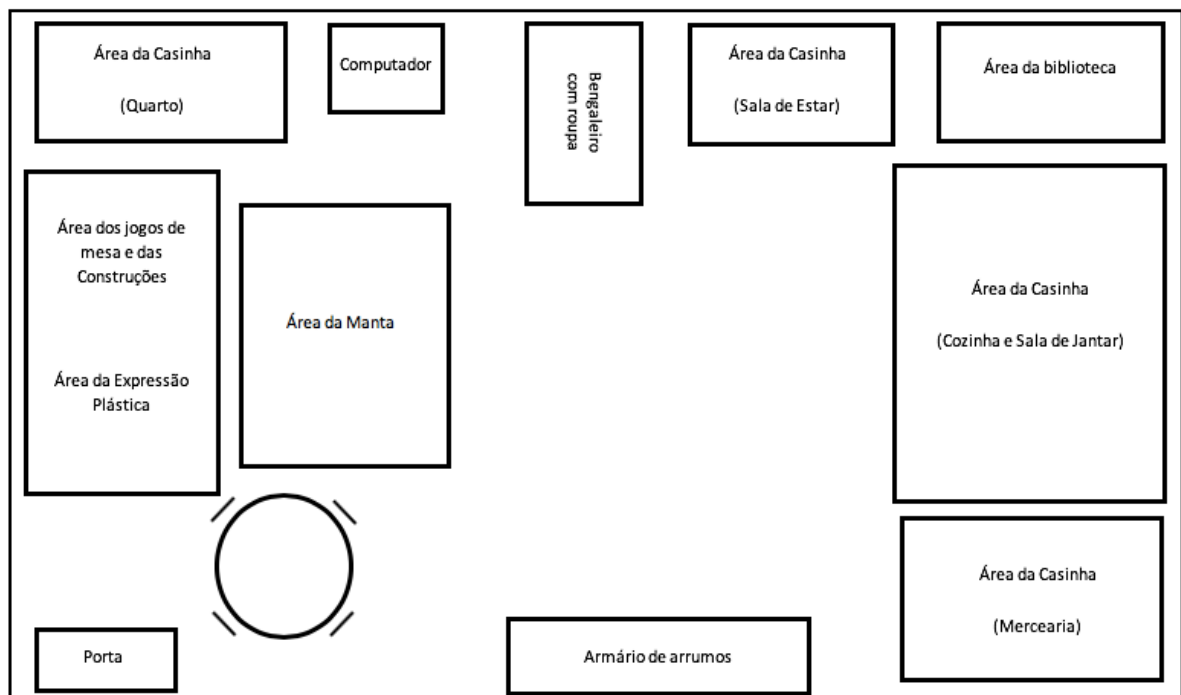 Área da Casinha
(Quarto)
Computador
Bengaleiro
com roupa
Área da Casinha
(Sala de Estar)
Área da biblioteca
Área dos jogos de
mesa e das
Construções
Área da Expressão
Plástica
Área da Manta
Área da Casinha
(Cozinha e Sala de Jantar)
Área da Casinha
(Mercearia)
Porta
Armário de arrumos